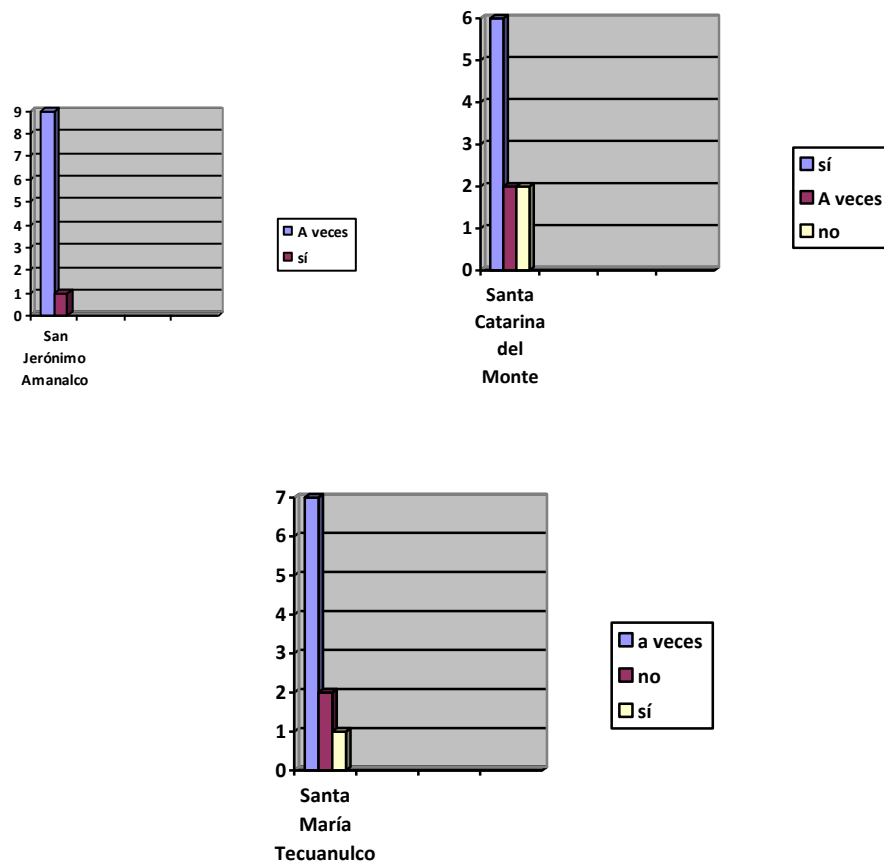 9
8
7
6
5
4
3
2
1
0
San
Jerónimo
Amanalco
A veces
sí
6
5
4
3
2
1
0
Santa
Catarina
del
Monte
sí
A veces
no
7
6
5
4
3
2
1
0
Santa
María
Tecuanulco
a veces
no
sí